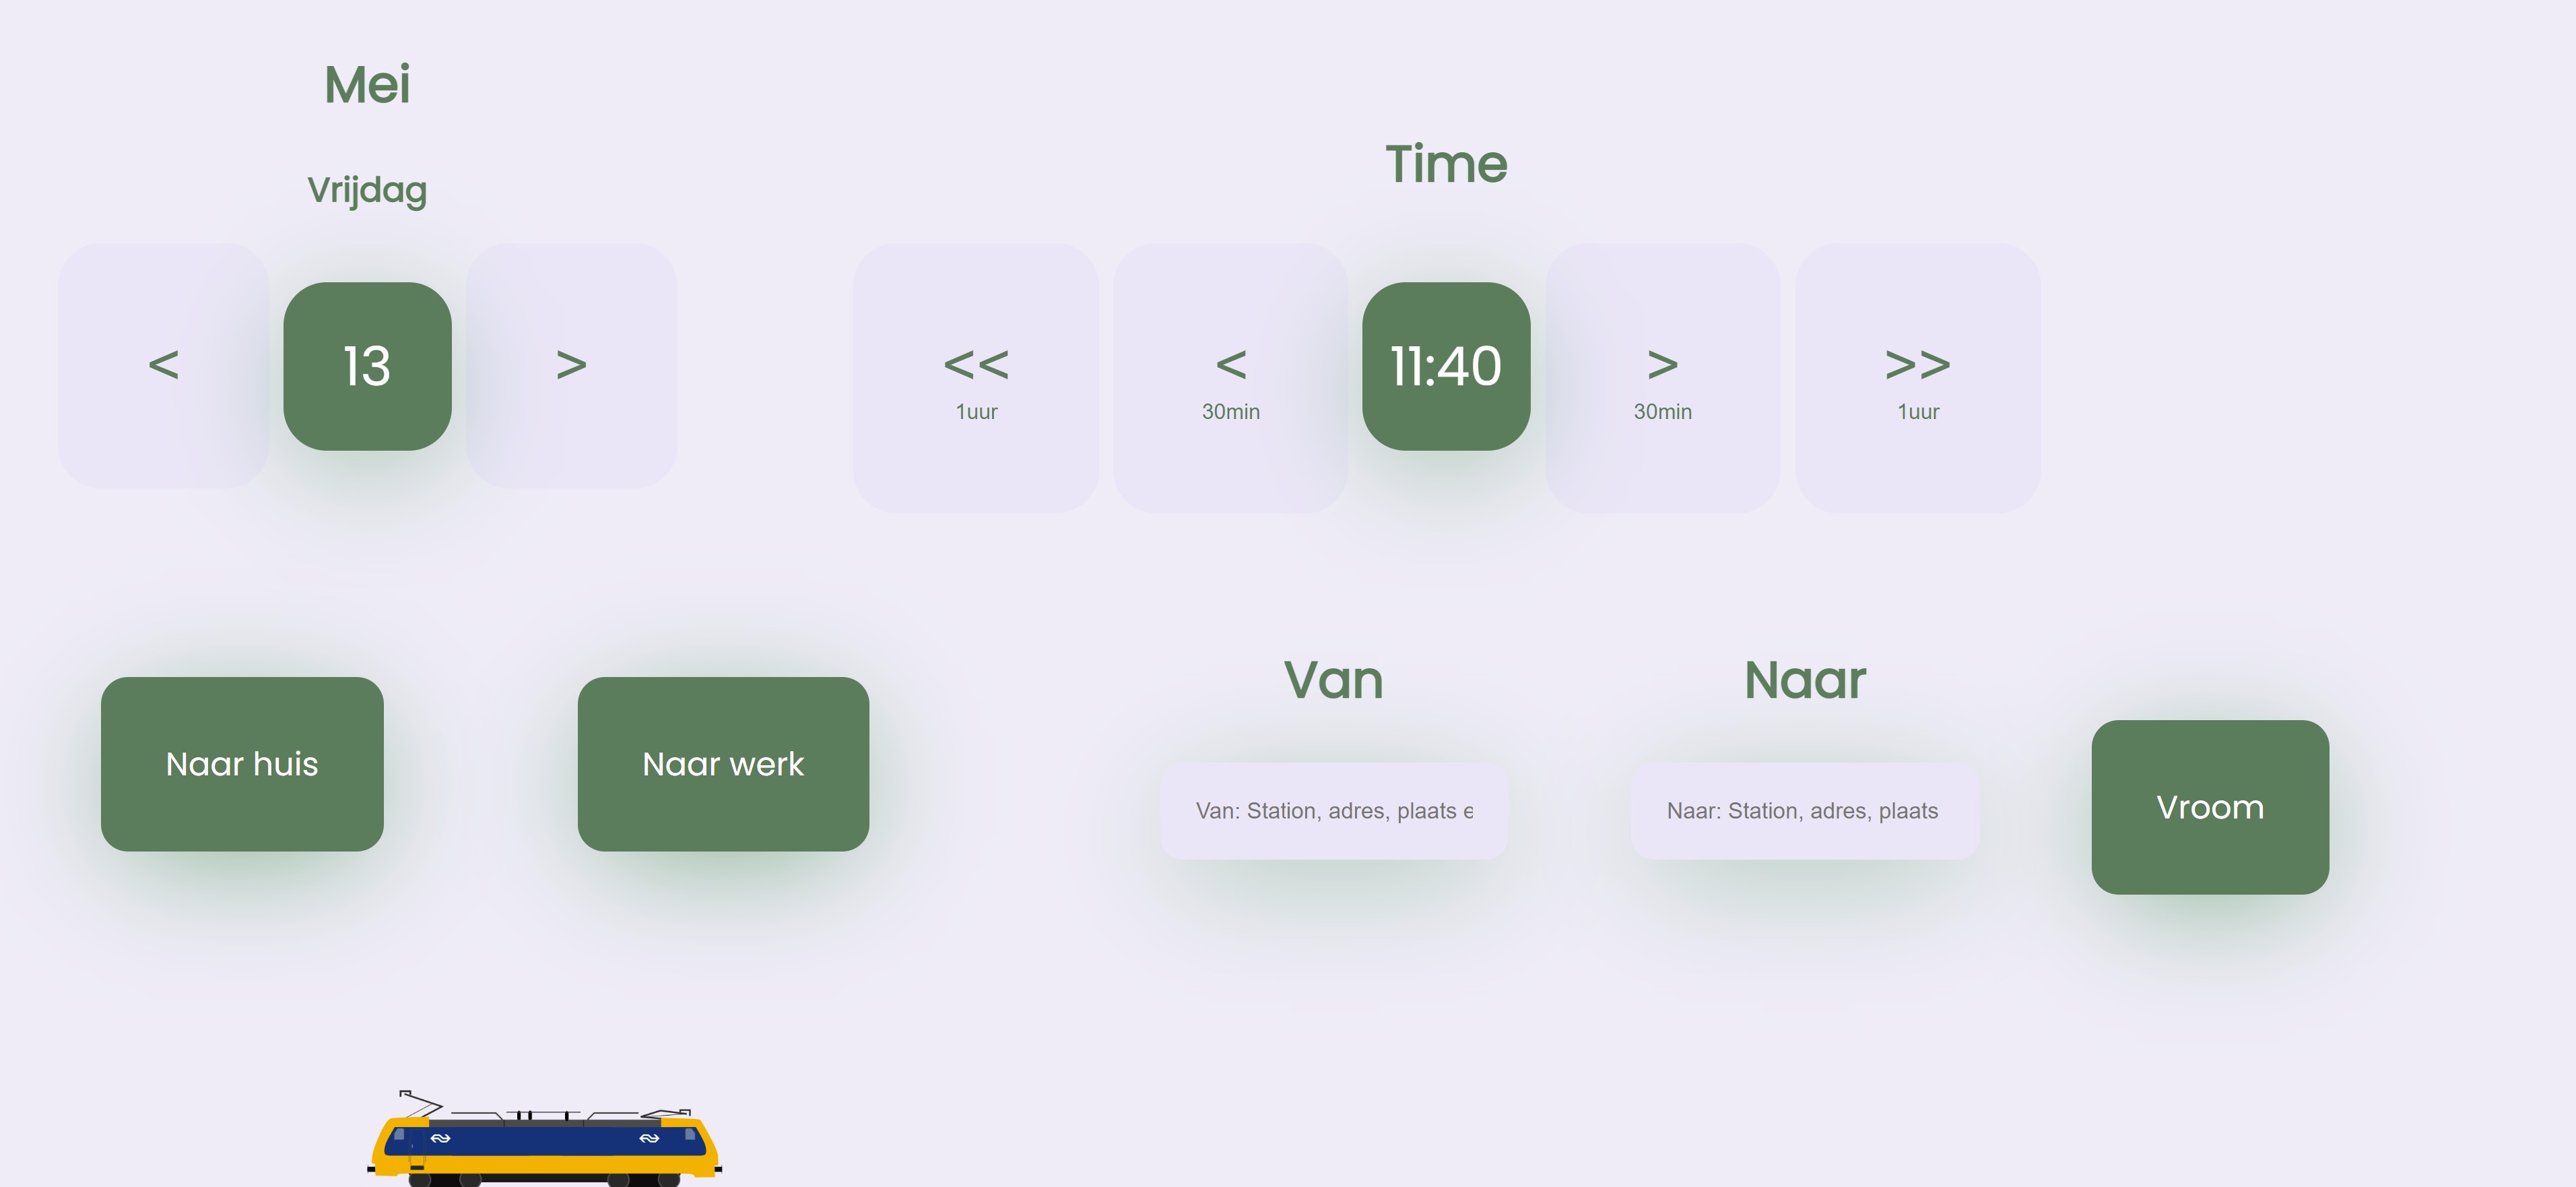 Mei
Vrijdag
< 13 >
Time
<< < 11:40 > >>
1uur 30min 30min 1uur
Naar huis
Naar werk
Van
Van: Station, adres, plaats e
Naar
Naar: Station, adres, plaats
Vroom